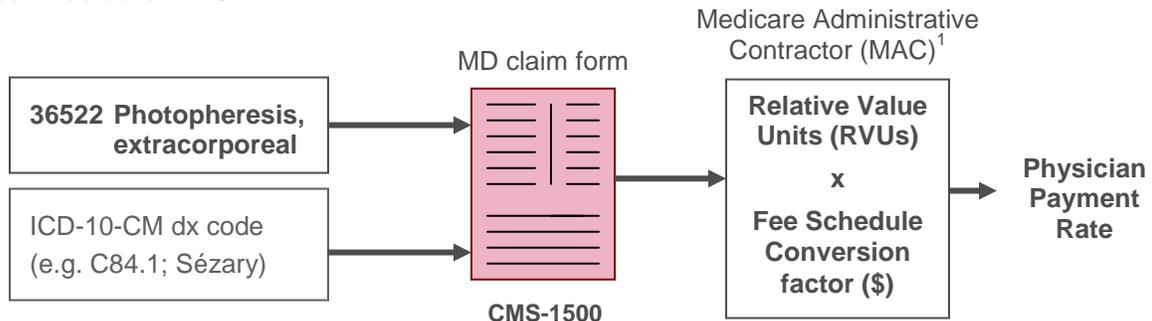 36522 Photopheresis,
extracorporeal
ICD-10-CM dx code
(e.g. C84.1; Sézary)
MD claim form
CMS-1500
Medicare Administrative
Contractor (MAC)1
Relative Value
Units (RVUs)
x
Fee Schedule
Conversion
factor ($)
Physician
Payment
Rate